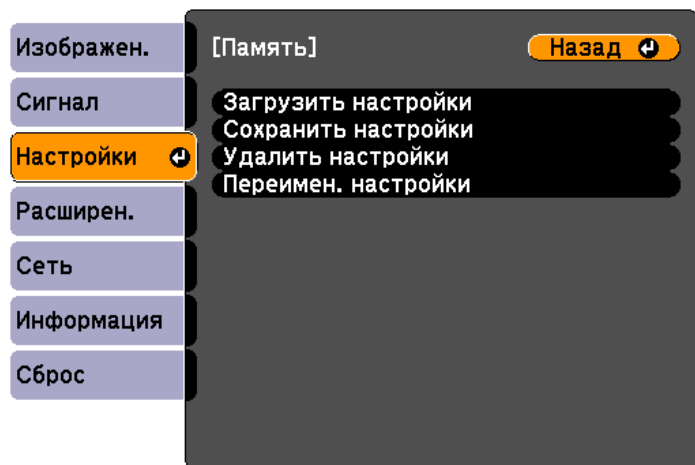 Изображен.
Сигнал
Настройки
Расширен.
Сеть
Информация
Сброс
[Память]
Назад
Загрузить настройки
Сохранить настройки
Удалить настройки
Переимен. настройки